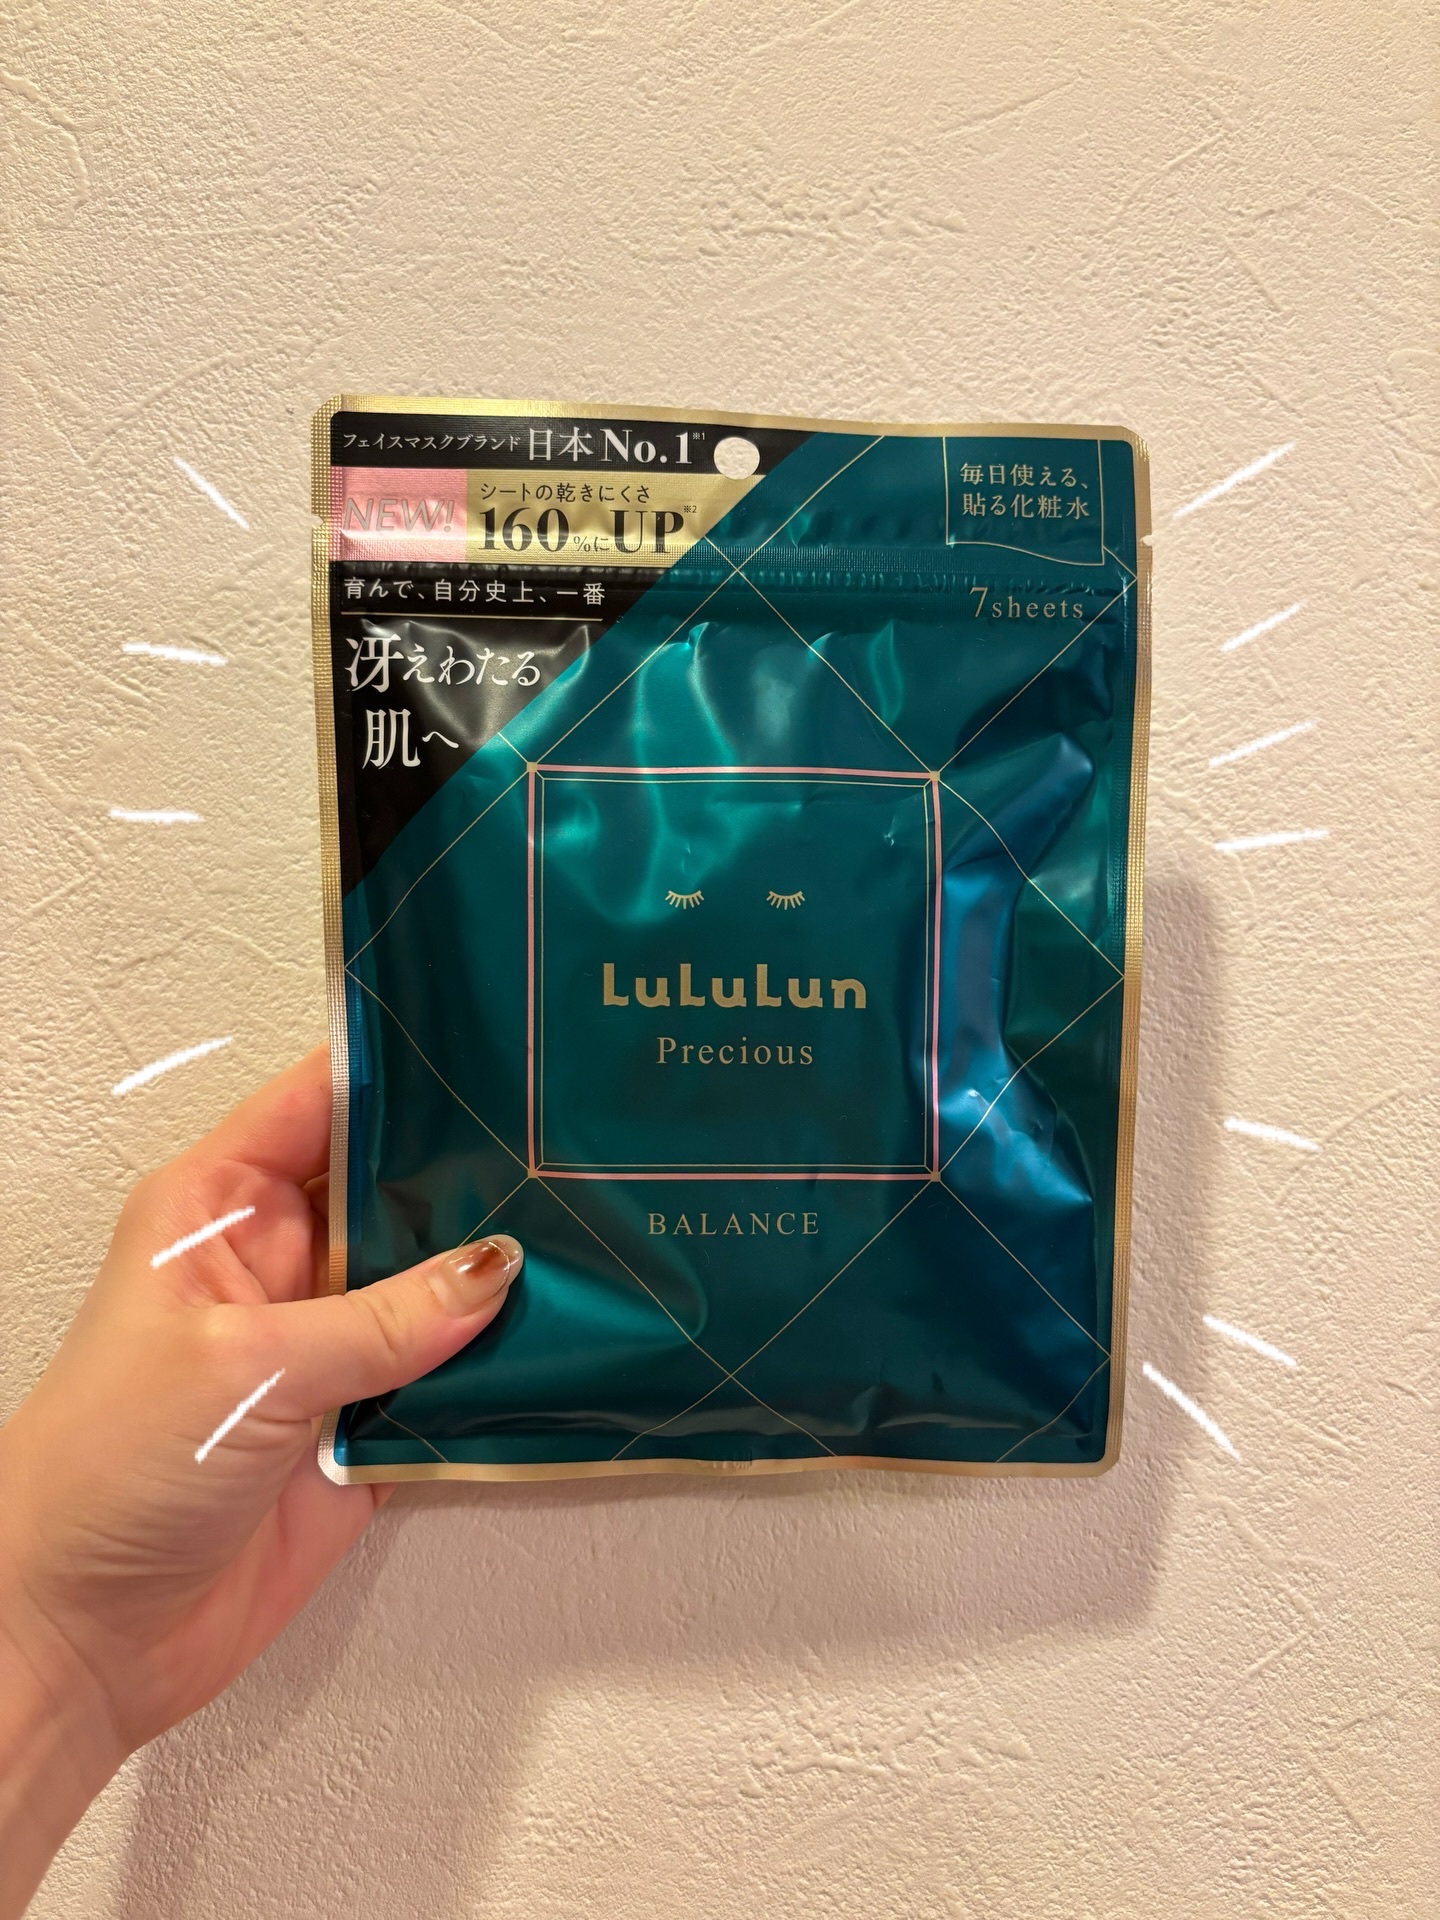 フェイスマスクブランド 日本 No.1※1
NEW!
シートの乾きにくさ
160%にUP※2
育んで、自分史上、一番
冴えわたる
肌へ
毎日使える、
貼る化粧水
7sheets
LuLuLun
Precious
BALANCE